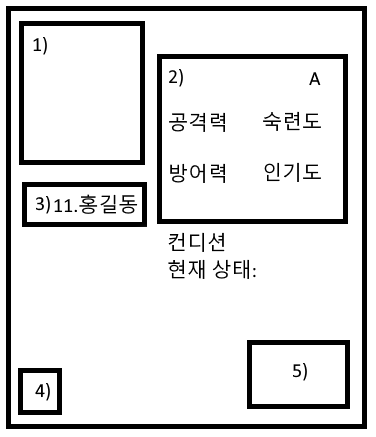 1)
2) A
공격력 숙련도
방어력 인기도
3) 11.홍길동
컨디션
현재 상태:
4)
5)